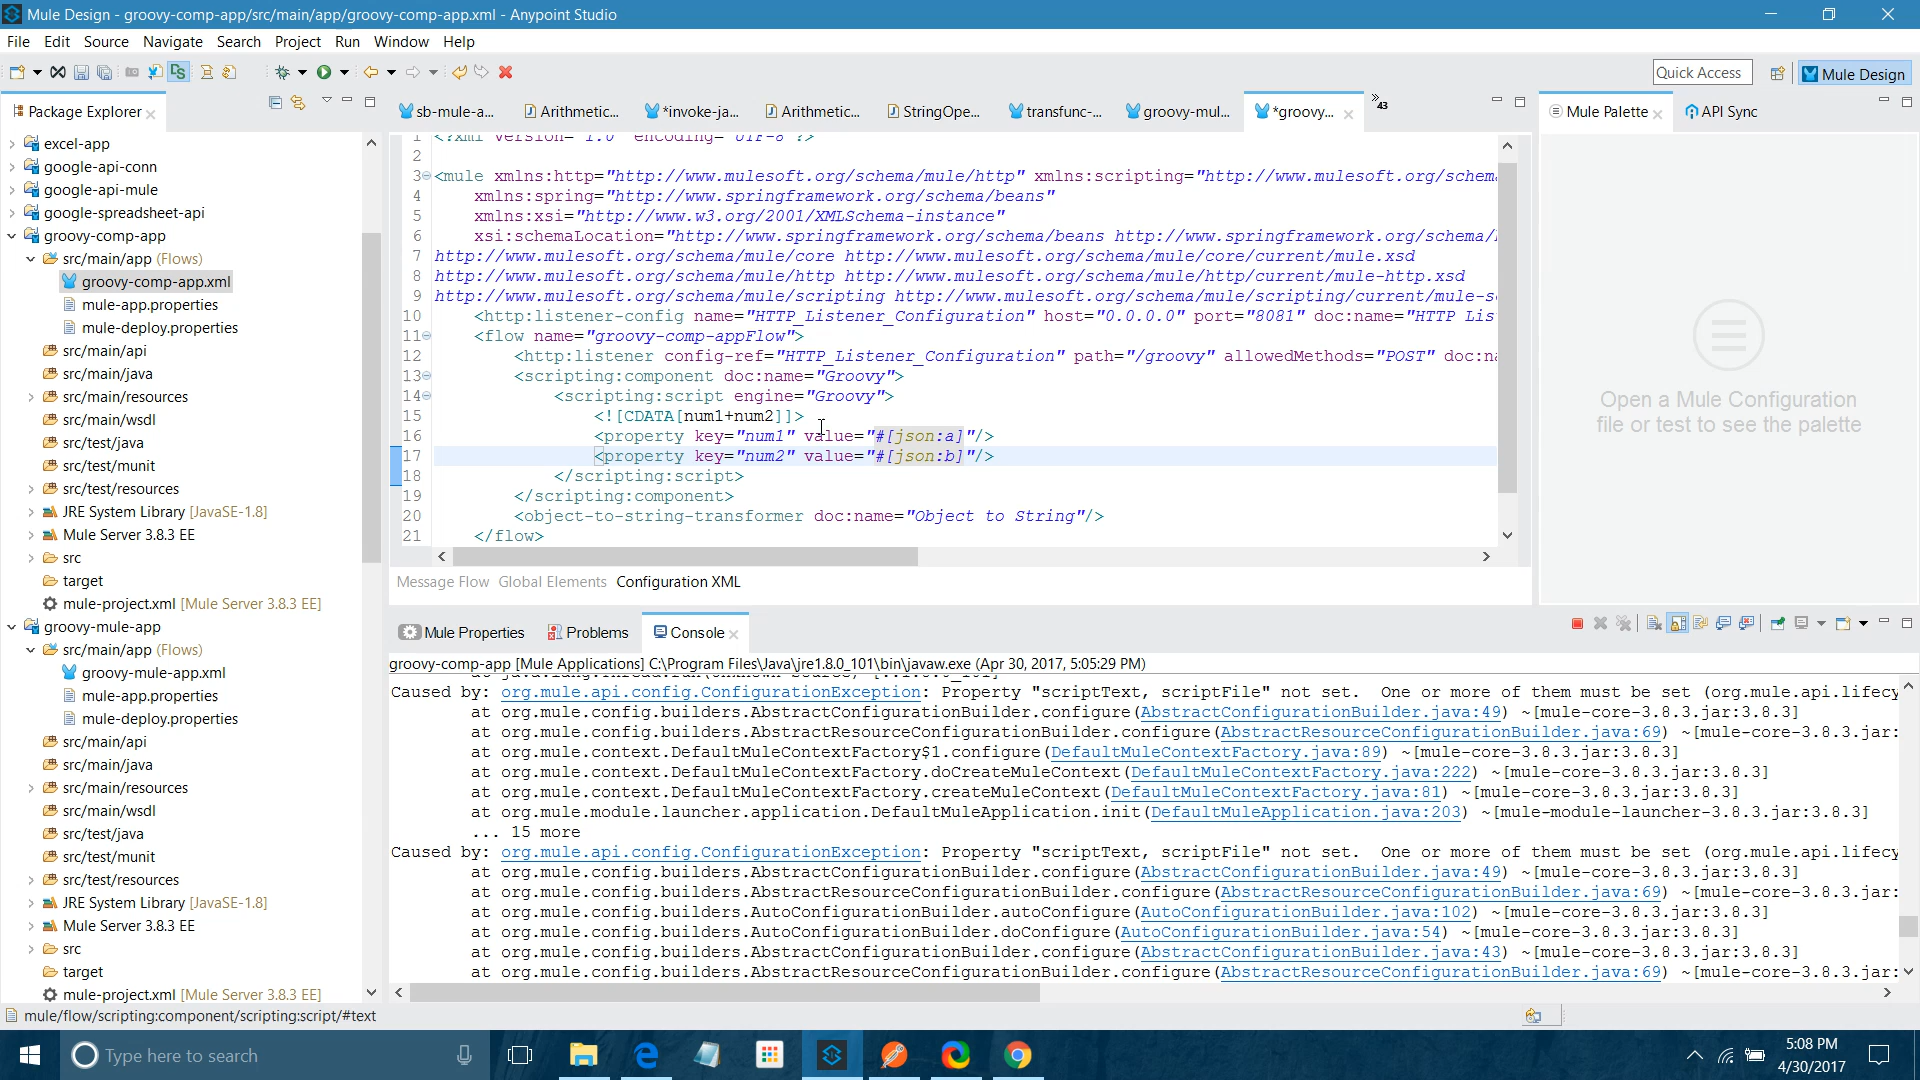 Mule Design - groovy-comp-app/src/main/app/groovy-comp-app.xml - Anypoint Studio
File Edit Source Navigate Search Project Run Window Help
Quick Access
Mule Design
Package Explorer
excel-app
google-api-conn
google-api-mule
google-spreadsheet-api
groovy-comp-app
src/main/app (Flows)
groovy-comp-app.xml
mule-app.properties
mule-deploy.properties
src/main/api
src/main/java
src/main/resources
src/main/wsdl
src/test/java
src/test/munit
src/test/resources
JRE System Library [JavaSE-1.8]
Mule Server 3.8.3 EE
src
target
mule-project.xml [Mule Server 3.8.3 EE]
groovy-mule-app
src/main/app (Flows)
groovy-mule-app.xml
mule-app.properties
mule-deploy.properties
src/main/api
src/main/java
src/main/resources
src/main/wsdl
src/test/java
src/test/munit
src/test/resources
JRE System Library [JavaSE-1.8]
Mule Server 3.8.3 EE
src
target
mule-project.xml [Mule Server 3.8.3 EE]
sb-mule-a... Arithmetic... *invoke-ja... Arithmetic... StringOpe... transfunc-... groovy-mul... *groovy... »43
1 <?xml version="1.0" encoding="UTF-8"?>
2
3 <mule xmlns:http="http://www.mulesoft.org/schema/mule/http" xmlns:scripting="http://www.mulesoft.org/schem
4 xmlns:spring="http://www.springframework.org/schema/beans"
5 xmlns:xsi="http://www.w3.org/2001/XMLSchema-instance"
6 xsi:schemaLocation="http://www.springframework.org/schema/beans http://www.springframework.org/schema/
7 http://www.mulesoft.org/schema/mule/core http://www.mulesoft.org/schema/mule/core/current/mule.xsd
8 http://www.mulesoft.org/schema/mule/http http://www.mulesoft.org/schema/mule/http/current/mule-http.xsd
9 http://www.mulesoft.org/schema/mule/scripting http://www.mulesoft.org/schema/mule/scripting/current/mule-s
10 <http:listener-config name="HTTP_Listener_Configuration" host="0.0.0.0" port="8081" doc:name="HTTP Lis
11 <flow name="groovy-comp-appFlow">
12 <http:listener config-ref="HTTP_Listener_Configuration" path="/groovy" allowedMethods="POST" doc:na
13 <scripting:component doc:name="Groovy">
14 <scripting:script engine="Groovy">
15 <![CDATA[num1+num2]]>
16 <property key="num1" value="#[json:a]"/>
17 <property key="num2" value="#[json:b]"/>
18 </scripting:script>
19 </scripting:component>
20 <object-to-string-transformer doc:name="Object to String"/>
21 </flow>
Message Flow Global Elements Configuration XML
Mule Palette API Sync
Open a Mule Configuration
file or test to see the palette
Mule Properties Problems Console
groovy-comp-app [Mule Applications] C:\Program Files\Java\jre1.8.0_101\bin\javaw.exe (Apr 30, 2017, 5:05:29 PM)
Caused by: org.mule.api.config.ConfigurationException: Property "scriptText, scriptFile" not set. One or more of them must be set (org.mule.api.lifecy
at org.mule.config.builders.AbstractConfigurationBuilder.configure(AbstractConfigurationBuilder.java:49) ~[mule-core-3.8.3.jar:3.8.3]
at org.mule.config.builders.AbstractResourceConfigurationBuilder.configure(AbstractResourceConfigurationBuilder.java:69) ~[mule-core-3.8.3.jar:
at org.mule.context.DefaultMuleContextFactory$1.configure(DefaultMuleContextFactory.java:89) ~[mule-core-3.8.3.jar:3.8.3]
at org.mule.context.DefaultMuleContextFactory.doCreateMuleContext(DefaultMuleContextFactory.java:222) ~[mule-core-3.8.3.jar:3.8.3]
at org.mule.context.DefaultMuleContextFactory.createMuleContext(DefaultMuleContextFactory.java:81) ~[mule-core-3.8.3.jar:3.8.3]
at org.mule.module.launcher.application.DefaultMuleApplication.init(DefaultMuleApplication.java:203) ~[mule-module-launcher-3.8.3.jar:3.8.3]
... 15 more
Caused by: org.mule.api.config.ConfigurationException: Property "scriptText, scriptFile" not set. One or more of them must be set (org.mule.api.lifecy
at org.mule.config.builders.AbstractConfigurationBuilder.configure(AbstractConfigurationBuilder.java:49) ~[mule-core-3.8.3.jar:3.8.3]
at org.mule.config.builders.AbstractResourceConfigurationBuilder.configure(AbstractResourceConfigurationBuilder.java:69) ~[mule-core-3.8.3.jar:
at org.mule.config.builders.AutoConfigurationBuilder.autoConfigure(AutoConfigurationBuilder.java:102) ~[mule-core-3.8.3.jar:3.8.3]
at org.mule.config.builders.AutoConfigurationBuilder.doConfigure(AutoConfigurationBuilder.java:54) ~[mule-core-3.8.3.jar:3.8.3]
at org.mule.config.builders.AbstractConfigurationBuilder.configure(AbstractConfigurationBuilder.java:43) ~[mule-core-3.8.3.jar:3.8.3]
at org.mule.config.builders.AbstractResourceConfigurationBuilder.configure(AbstractResourceConfigurationBuilder.java:69) ~[mule-core-3.8.3.jar:
mule/flow/scripting:component/scripting:script/#text
Type here to search
5:08 PM
4/30/2017